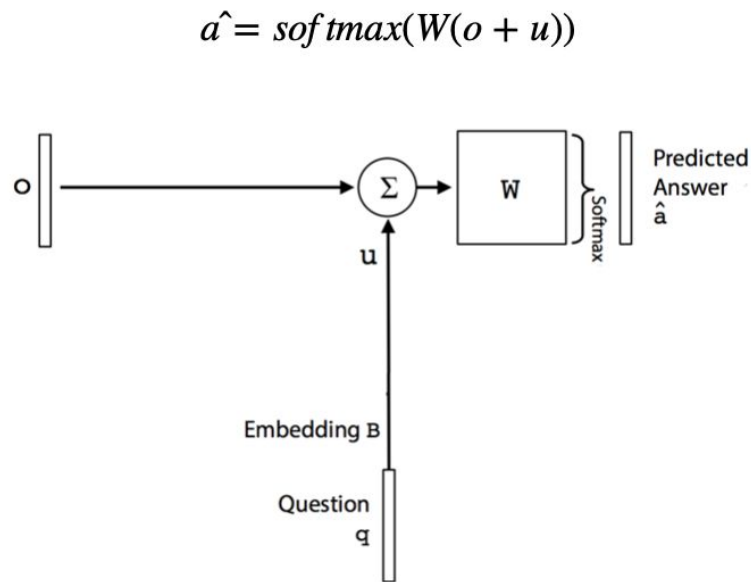 â = softmax(W(o + u))
o
Σ
W
Softmax
Predicted
Answer
â
u
Embedding B
Question
q